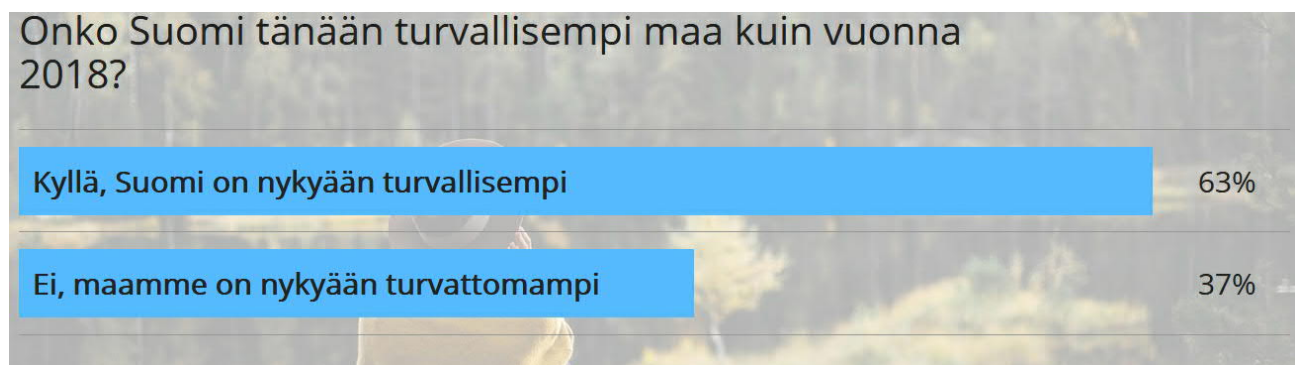 Onko Suomi tänään turvallisempi maa kuin vuonna
2018?
Kyllä, Suomi on nykyään turvallisempi
63%
Ei, maamme on nykyään turvattomampi
37%